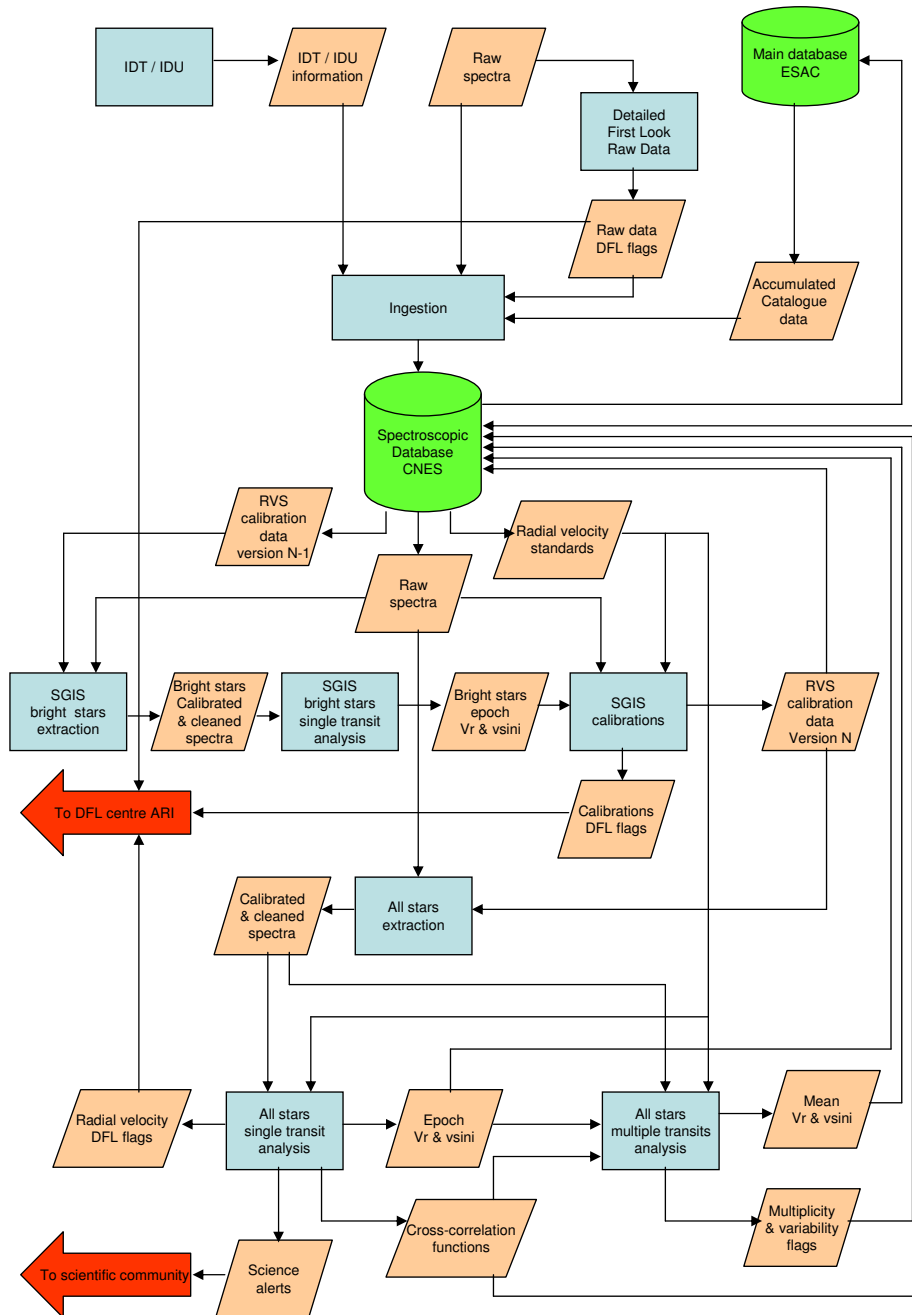 IDT / IDU
IDT / IDU
information
Raw
spectra
Main database
ESAC
Detailed
First Look
Raw Data
Raw data
DFL flags
Accumulated
Catalogue
data
Ingestion
Spectroscopic
Database
CNES
RVS
calibration
data
version N-1
Radial velocity
standards
Raw
spectra
SGIS
bright stars
extraction
Bright stars
Calibrated
& cleaned
spectra
SGIS
bright stars
single transit
analysis
Bright stars
epoch
Vr & vsini
SGIS
calibrations
RVS
calibration
data
Version N
To DFL centre ARI
Calibrations
DFL flags
Calibrated
& cleaned
spectra
All stars
extraction
Radial velocity
DFL flags
All stars
single transit
analysis
Epoch
Vr & vsini
All stars
multiple transits
analysis
Mean
Vr & vsini
Cross-correlation
functions
Multiplicity
& variability
flags
To scientific community
Science
alerts